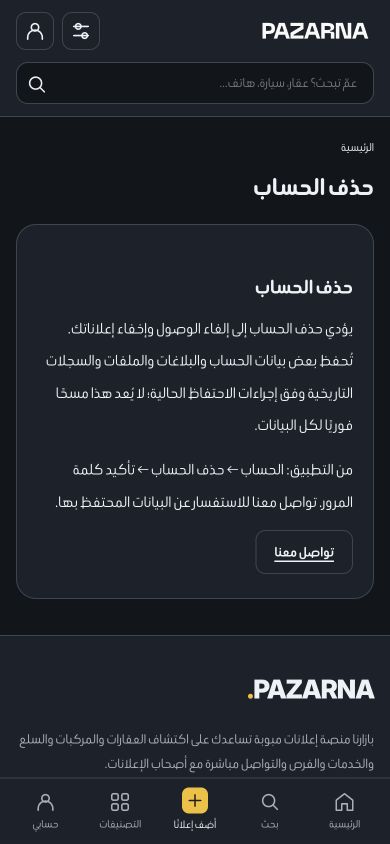 PAZARNA
عمّ تبحث؟ عقار، سيارة، هاتف...
الرئيسية
حذف الحساب
حذف الحساب
يؤدي حذف الحساب إلى إلغاء الوصول وإخفاء إعلاناتك.
تُحفظ بعض بيانات الحساب والبلاغات والملفات والسجلات
التاريخية وفق إجراءات الاحتفاظ الحالية؛ لا يُعد هذا مسحًا
فوريًا لكل البيانات.
من التطبيق: الحساب ← حذف الحساب ← تأكيد كلمة
المرور. تواصل معنا للاستفسار عن البيانات المحتفظ بها.
تواصل معنا
PAZARNA.
بازارنا منصة إعلانات مبوبة تساعدك على اكتشاف العقارات والمركبات والسلع
والخدمات والفرص والتواصل مباشرة مع أصحاب الإعلانات.
الرئيسية
بحث
أضف إعلانًا
التصنيفات
حسابي